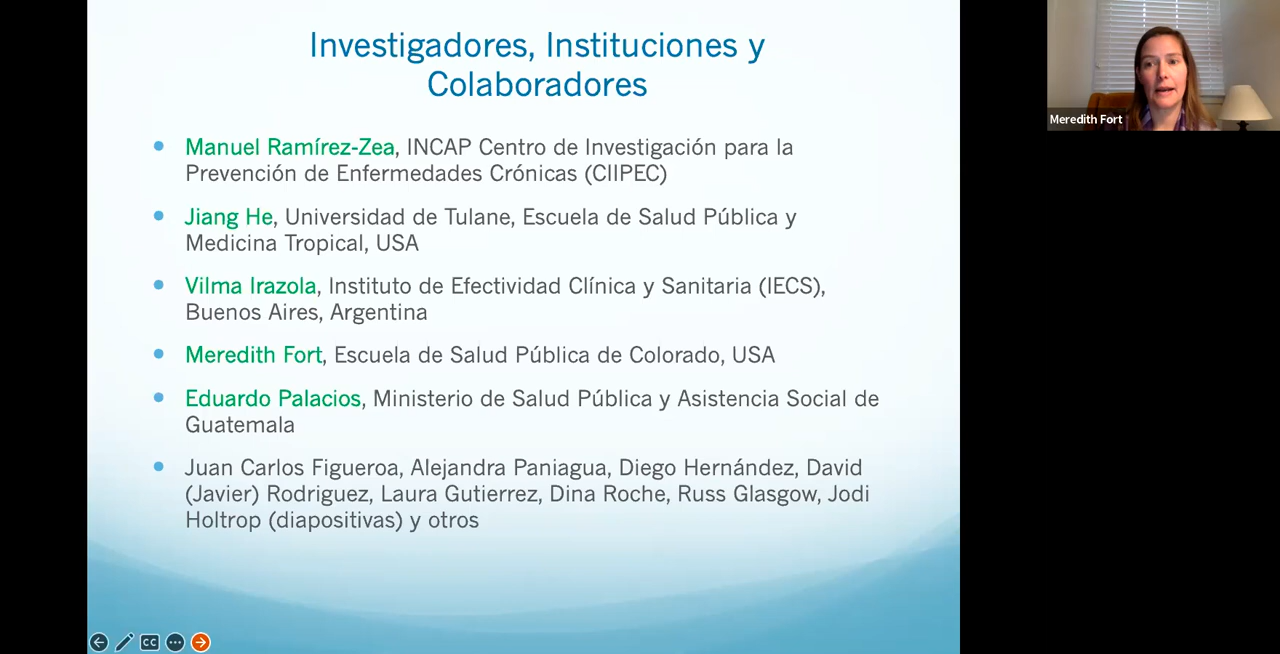 Investigadores, Instituciones y
Colaboradores
Manuel Ramírez-Zea, INCAP Centro de Investigación para la
Prevención de Enfermedades Crónicas (CIIPEC)
Jiang He, Universidad de Tulane, Escuela de Salud Pública y
Medicina Tropical, USA
Vilma Irazola, Instituto de Efectividad Clínica y Sanitaria (IECS),
Buenos Aires, Argentina
Meredith Fort, Escuela de Salud Pública de Colorado, USA
Eduardo Palacios, Ministerio de Salud Pública y Asistencia Social de
Guatemala
Juan Carlos Figueroa, Alejandra Paniagua, Diego Hernández, David
(Javier) Rodriguez, Laura Gutierrez, Dina Roche, Russ Glasgow, Jodi
Holtrop (diapositivas) y otros
CC
Meredith Fort